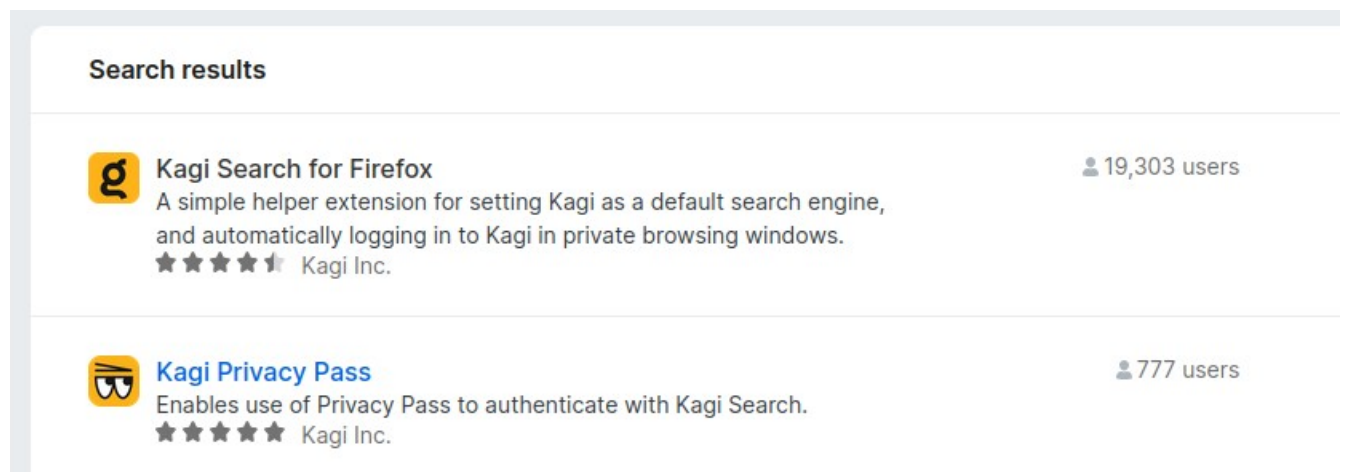 Search results
g
Kagi Search for Firefox
19,303 users
A simple helper extension for setting Kagi as a default search engine,
and automatically logging in to Kagi in private browsing windows.
Kagi Inc.
Kagi Privacy Pass
777 users
Enables use of Privacy Pass to authenticate with Kagi Search.
Kagi Inc.